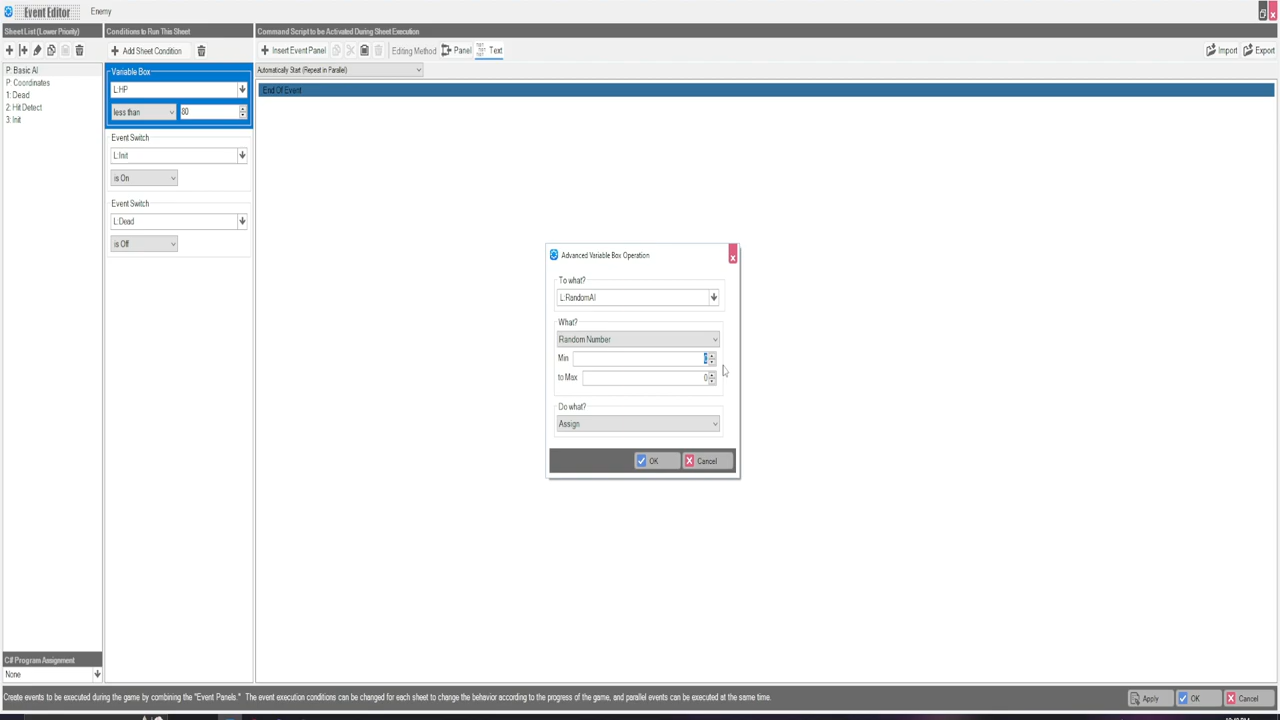 Event Editor
Enemy
Sheet List (Lower Priority)
Conditions to Run This Sheet
Command Script to be Activated During Sheet Execution
Add Sheet Condition
Insert Event Panel
Editing Method
Panel
Text
Import
Export
P: Basic AI
P: Coordinates
1: Dead
2: Hit Detect
3: Init
Variable Box
L:HP
less than
80
Event Switch
L:Init
is On
Event Switch
L:Dead
is Off
Automatically Start (Repeat in Parallel)
End Of Event
Advanced Variable Box Operation
To what?
L:RandomAI
What?
Random Number
Min
to Max
0
Do what?
Assign
OK
Cancel
C# Program Assignment
None
Create events to be executed during the game by combining the "Event Panels." The event execution conditions can be changed for each sheet to change the behavior according to the progress of the game, and parallel events can be executed at the same time.
Apply
OK
Cancel